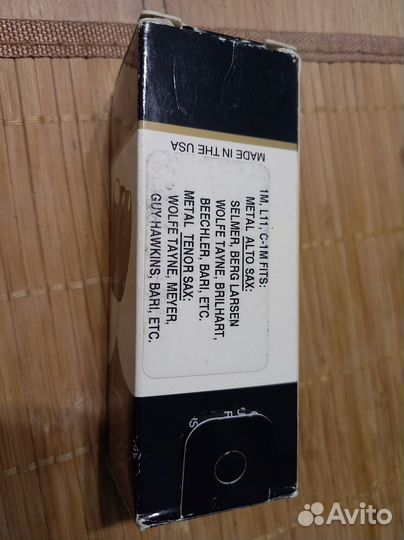 MADE IN THE USA
1M, L11, C-1M FITS:
METAL ALTO SAX:
SELMER, BERG LARSEN
WOLFE TAYNE, BRILHART,
BEECHLER, BARI, ETC.
METAL TENOR SAX:
WOLFE TAYNE, MEYER,
GUY HAWKINS, BARI, ETC.
Avito